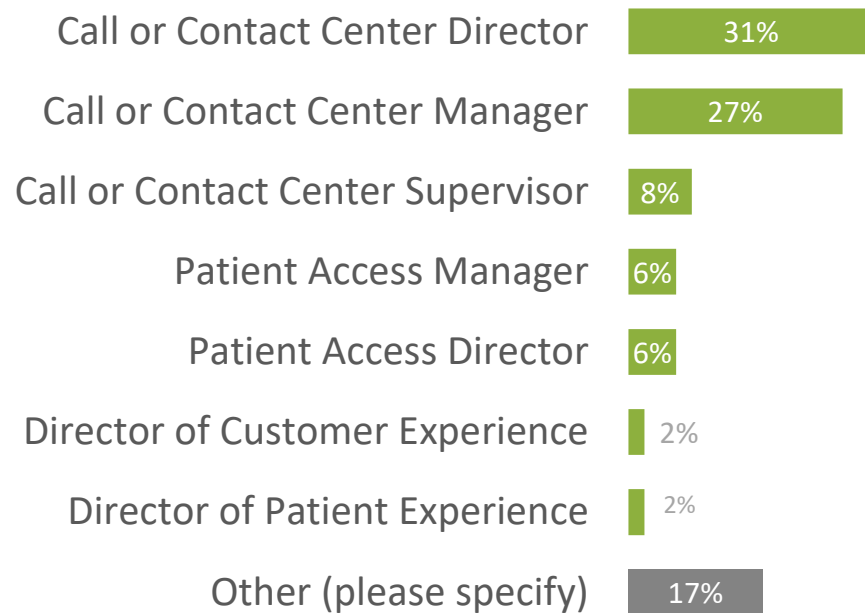 Call or Contact Center Director 31%
Call or Contact Center Manager 27%
Call or Contact Center Supervisor 8%
Patient Access Manager 6%
Patient Access Director 6%
Director of Customer Experience 2%
Director of Patient Experience 2%
Other (please specify) 17%